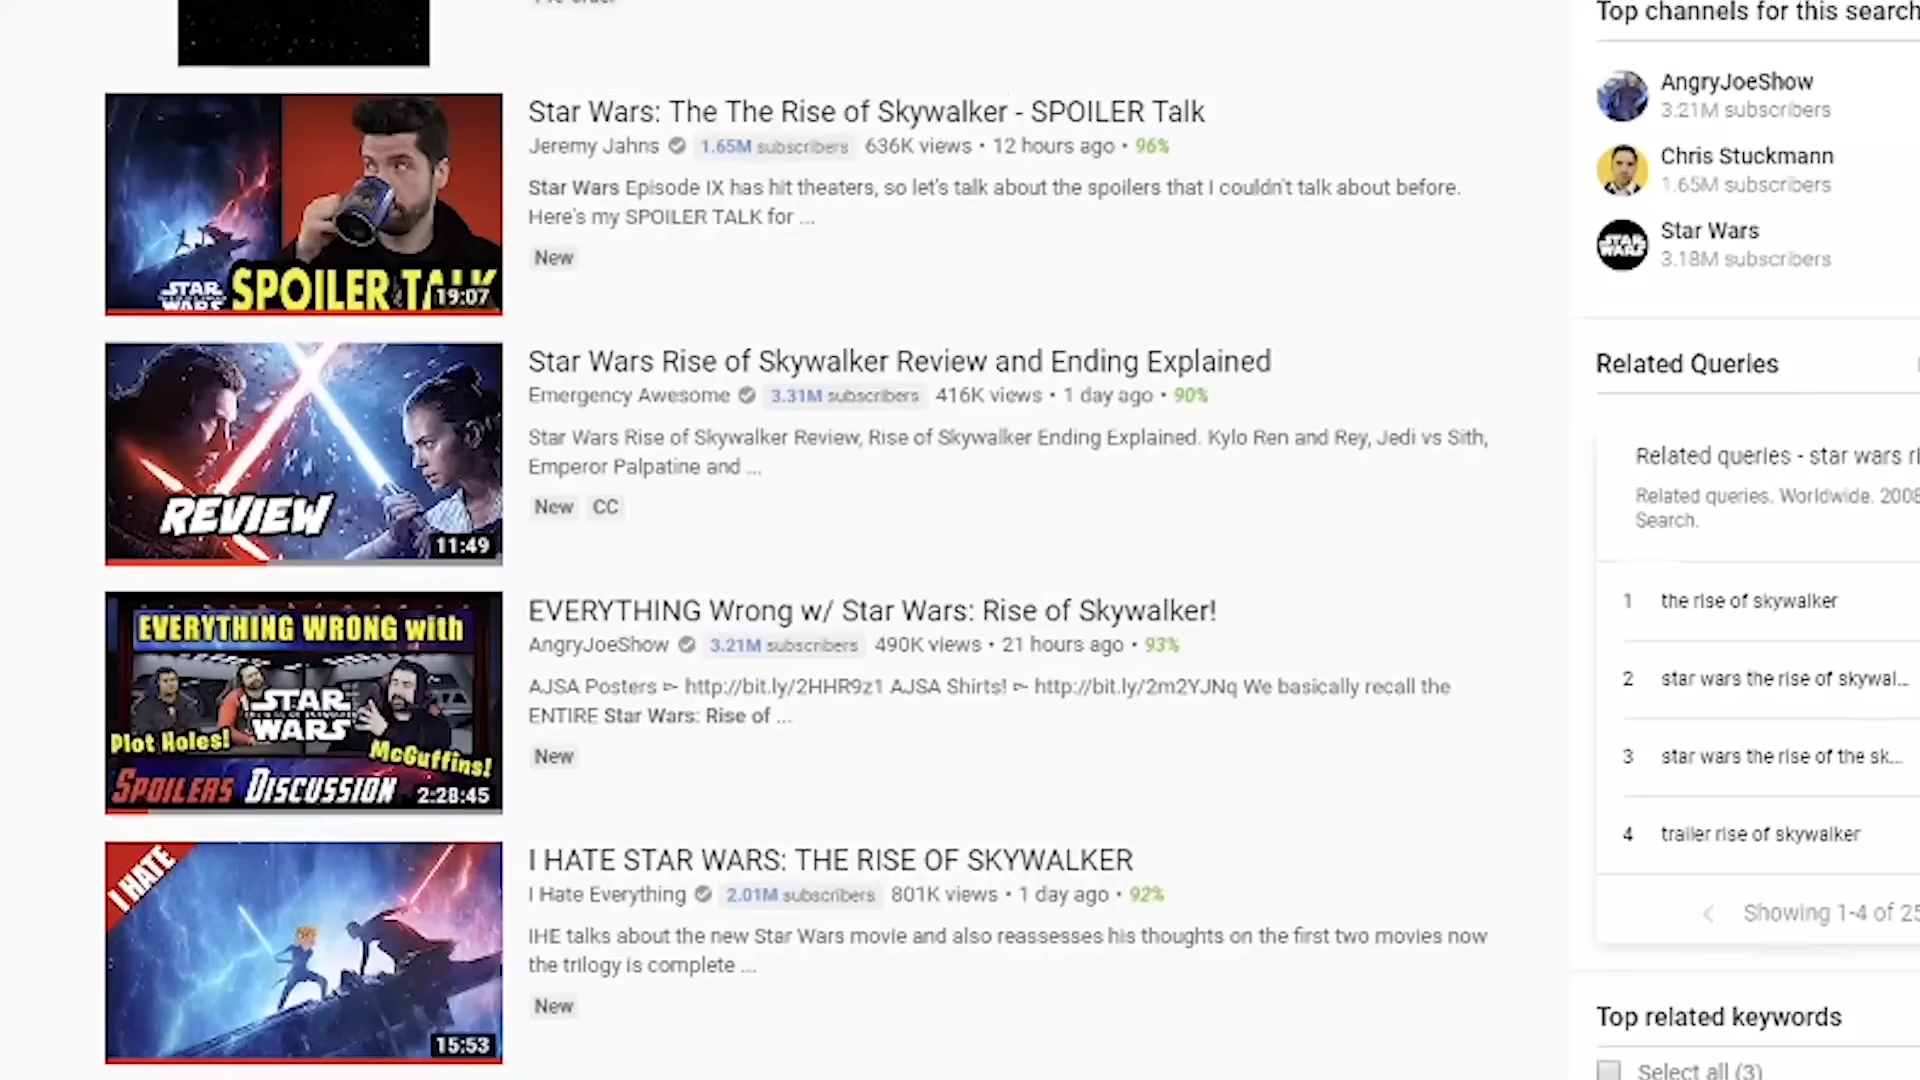 Pre-order
Star Wars: The The Rise of Skywalker - SPOILER Talk
Jeremy Jahns 1.65M subscribers 636K views • 12 hours ago • 96%
Star Wars Episode IX has hit theaters, so let's talk about the spoilers that I couldn't talk about before.
Here's my SPOILER TALK for ...
New
STAR WARS SPOILER TALK
19:07
Star Wars Rise of Skywalker Review and Ending Explained
Emergency Awesome 3.31M subscribers 416K views • 1 day ago • 90%
Star Wars Rise of Skywalker Review, Rise of Skywalker Ending Explained. Kylo Ren and Rey, Jedi vs Sith,
Emperor Palpatine and ...
New CC
REVIEW
11:49
EVERYTHING Wrong w/ Star Wars: Rise of Skywalker!
AngryJoeShow 3.21M subscribers 490K views • 21 hours ago • 93%
AJSA Posters ► http://bit.ly/2HHR9z1 AJSA Shirts! ► http://bit.ly/2m2YJNq We basically recall the
ENTIRE Star Wars: Rise of ...
New
EVERYTHING WRONG with
STAR
WARS
Plot Holes!
McGuffins!
SPOILERS DISCUSSION
2:28:45
I HATE STAR WARS: THE RISE OF SKYWALKER
I Hate Everything 2.01M subscribers 801K views • 1 day ago • 92%
IHE talks about the new Star Wars movie and also reassesses his thoughts on the first two movies now
the trilogy is complete ...
New
I HATE
15:53
Top channels for this search
AngryJoeShow
3.21M subscribers
Chris Stuckmann
1.65M subscribers
STAR WARS
Star Wars
3.18M subscribers
Related Queries
Related queries - star wars ri
Related queries. Worldwide. 2008
Search.
1 the rise of skywalker
2 star wars the rise of skywal...
3 star wars the rise of the sk...
4 trailer rise of skywalker
Showing 1-4 of 25
Top related keywords
Select all (3)